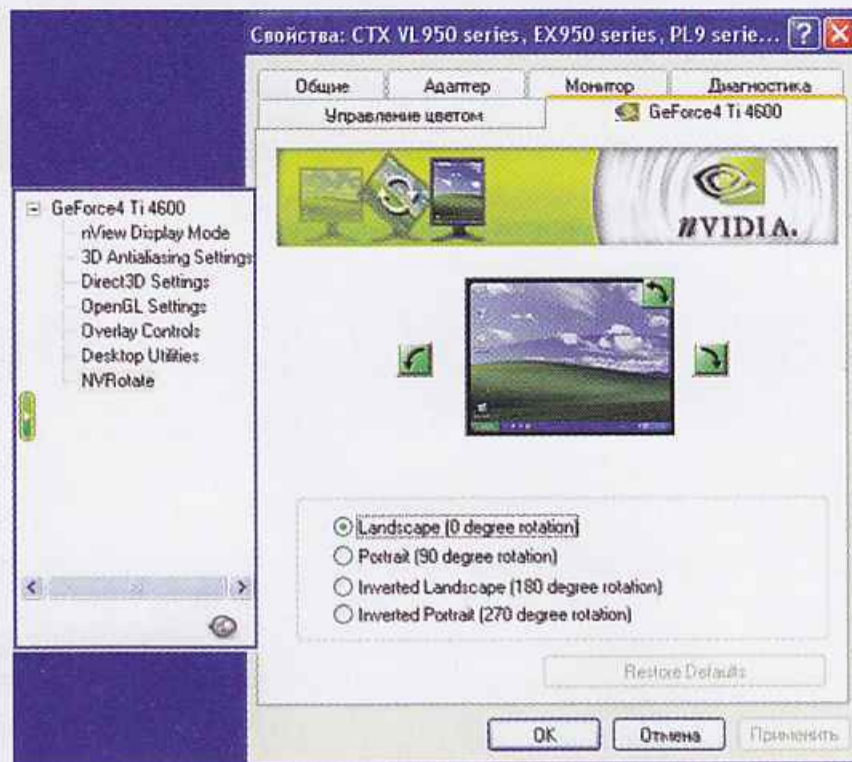 Свойства: CTX VL950 series, EX950 series, PL9 serie...
Общие Адаптер Монитор Диагностика
Управление цветом GeForce4 Ti 4600
nVIDIA.
GeForce4 Ti 4600
nView Display Mode
3D Antialiasing Settings
Direct3D Settings
OpenGL Settings
Overlay Controls
Desktop Utilities
NVRotate
Landscape (0 degree rotation)
Portrait (90 degree rotation)
Inverted Landscape (180 degree rotation)
Inverted Portrait (270 degree rotation)
Restore Defaults
OK Отмена Применить